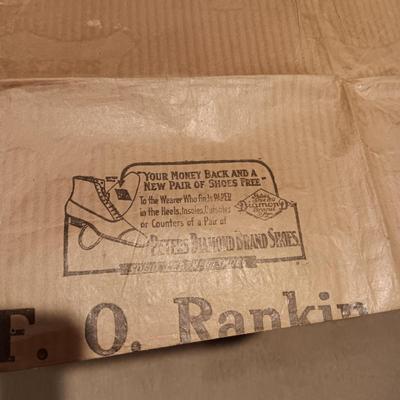 YOUR MONEY BACK AND A
NEW PAIR OF SHOES FREE
To the Wearer Who finds PAPER
in the Heels, Insoles, Outsoles
or Counters of a Pair of
PETERS DIAMOND BRAND SHOES
Diamond
F. O. Rankin